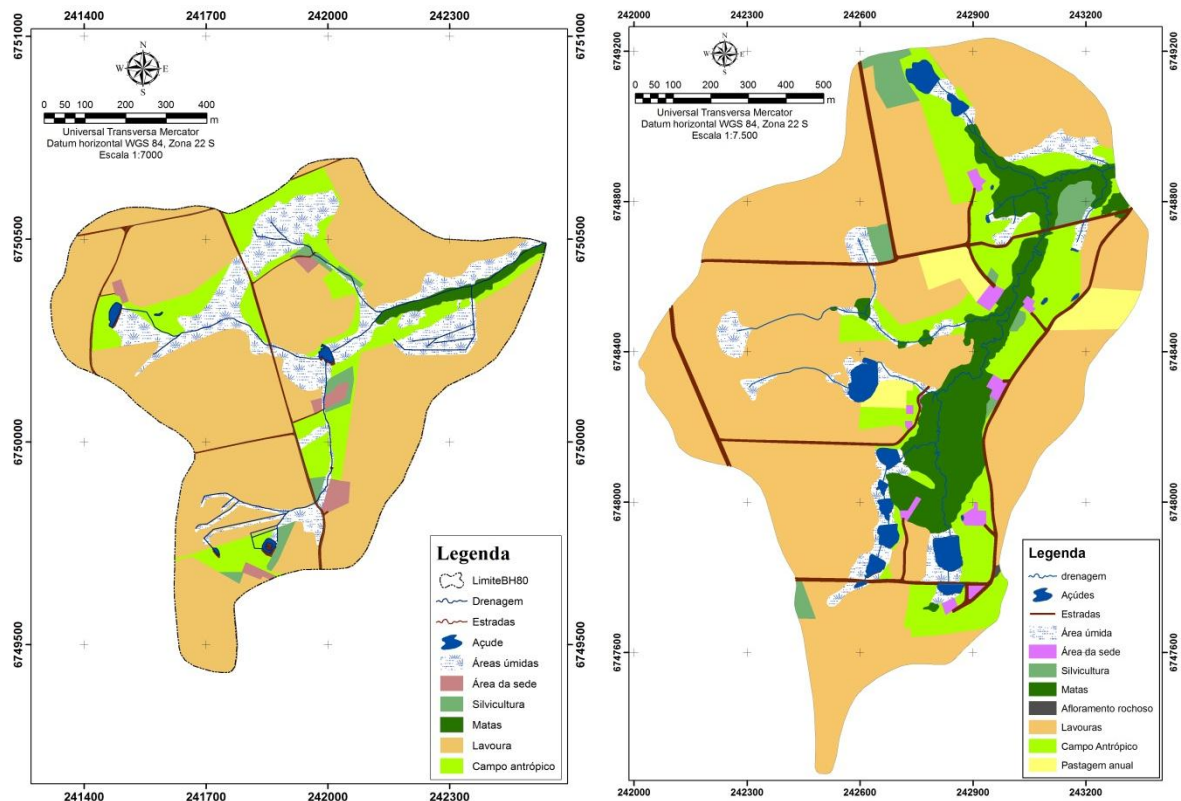 241400 241700 242000 242300
6751000
6751000
N
W E
S
0 50 100 200 300 400
m
Universal Transversa Mercator
Datum horizontal WGS 84, Zona 22 S
Escala 1:7000
6750500
6750500
6750000
6750000
6749500
6749500
Legenda
LimiteBH80
Drenagem
Estradas
Açude
Áreas úmidas
Área da sede
Silvicultura
Matas
Lavoura
Campo antrópico
241400 241700 242000 242300
242000 242300 242600 242900 243200
6749200
6749200
N
W E
S
0 50 100 200 300 400 500
m
Universal Transversa Mercator
Datum horizontal WGS 84, Zona 22 S
Escala 1:7.500
6748800
6748800
6748400
6748400
6748000
6748000
6747600
6747600
Legenda
drenagem
Açúdes
Estradas
Área úmida
Área da sede
Silvicultura
Matas
Afloramento rochoso
Lavouras
Campo Antrópico
Pastagem anual
242000 242300 242600 242900 243200